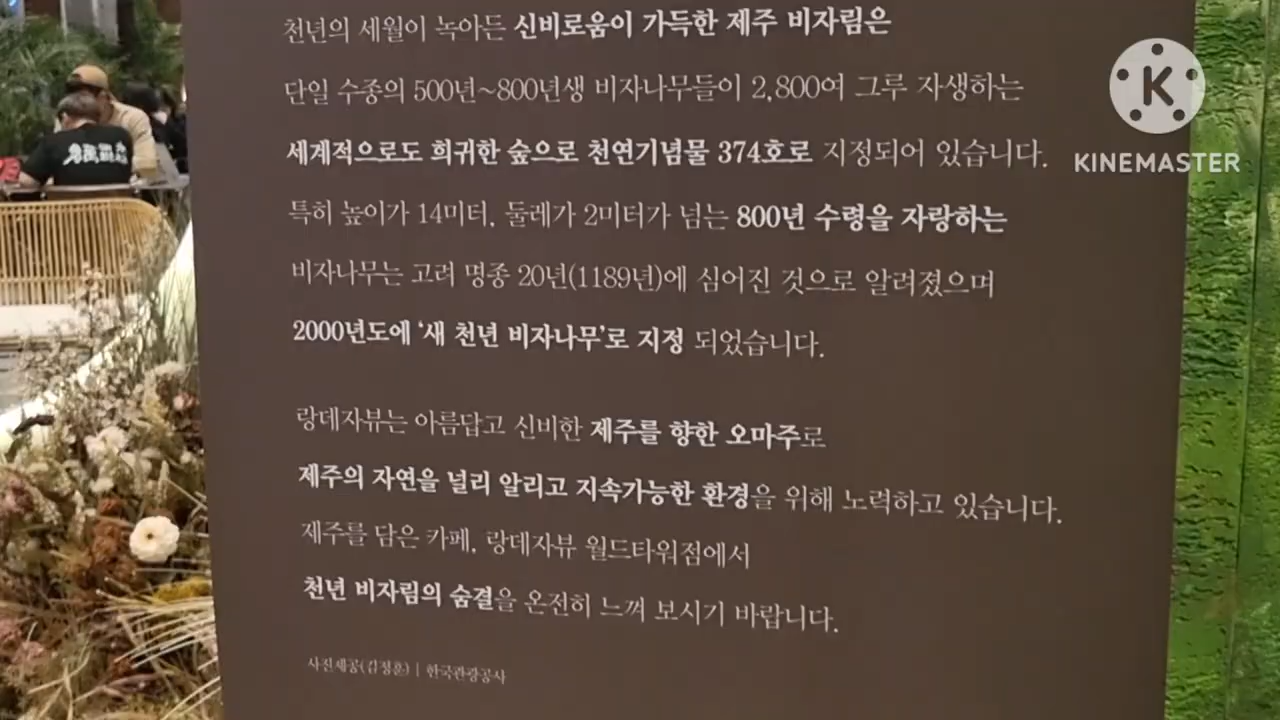 천년의 세월이 녹아든 신비로움이 가득한 제주 비자림은
단일 수종의 500년~800년생 비자나무들이 2,800여 그루 자생하는
세계적으로도 희귀한 숲으로 천연기념물 374호로 지정되어 있습니다.
특히 높이가 14미터, 둘레가 2미터가 넘는 800년 수령을 자랑하는
비자나무는 고려 명종 20년(1189년)에 심어진 것으로 알려졌으며
2000년도에 '새 천년 비자나무'로 지정 되었습니다.
랑데자뷰는 아름답고 신비한 제주를 향한 오마주로
제주의 자연을 널리 알리고 지속가능한 환경을 위해 노력하고 있습니다.
제주를 담은 카페, 랑데자뷰 월드타워점에서
천년 비자림의 숨결을 온전히 느껴 보시기 바랍니다.
사진제공(김정훈) | 한국관광공사
K
KINEMASTER